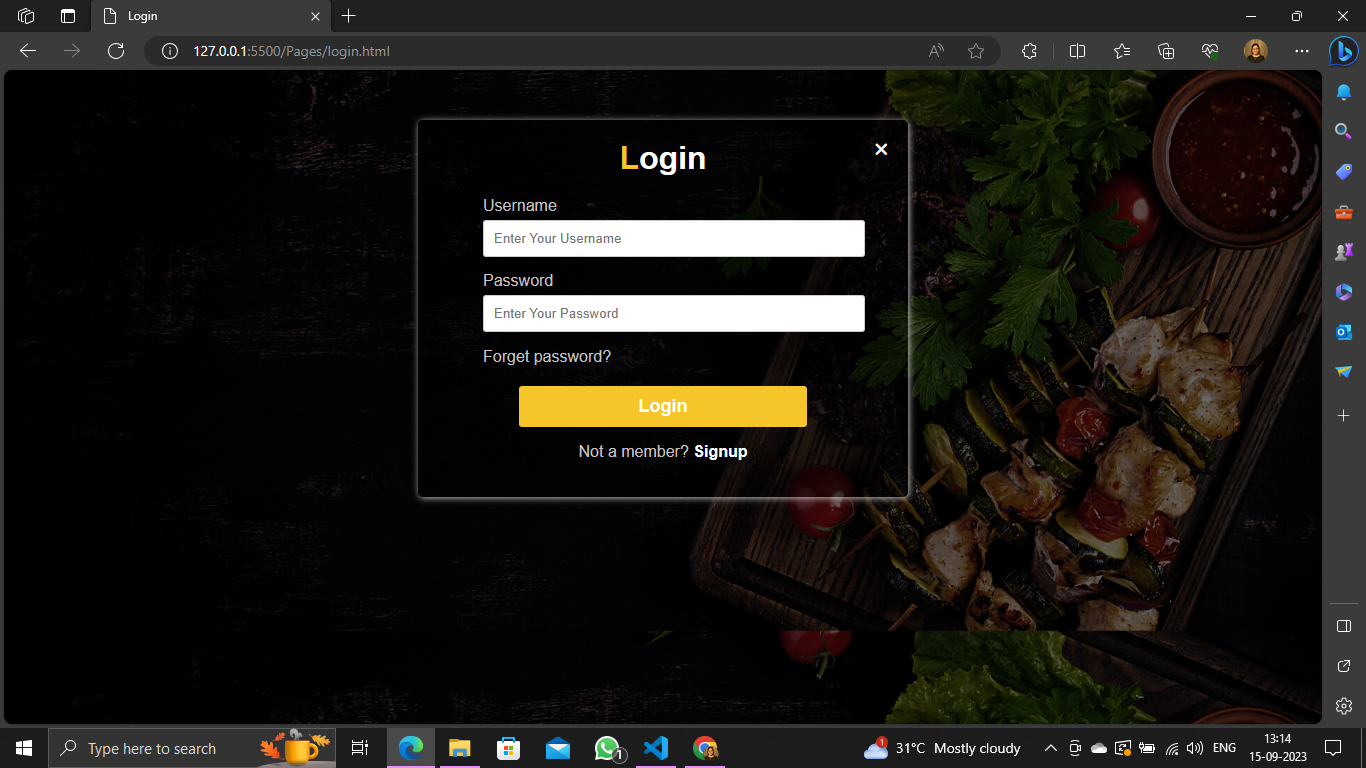 Login
127.0.0.1:5500/Pages/login.html
Login
Username
Enter Your Username
Password
Enter Your Password
Forget password?
Login
Not a member? Signup
Type here to search
1
1
31°C Mostly cloudy
ENG
13:14
15-09-2023